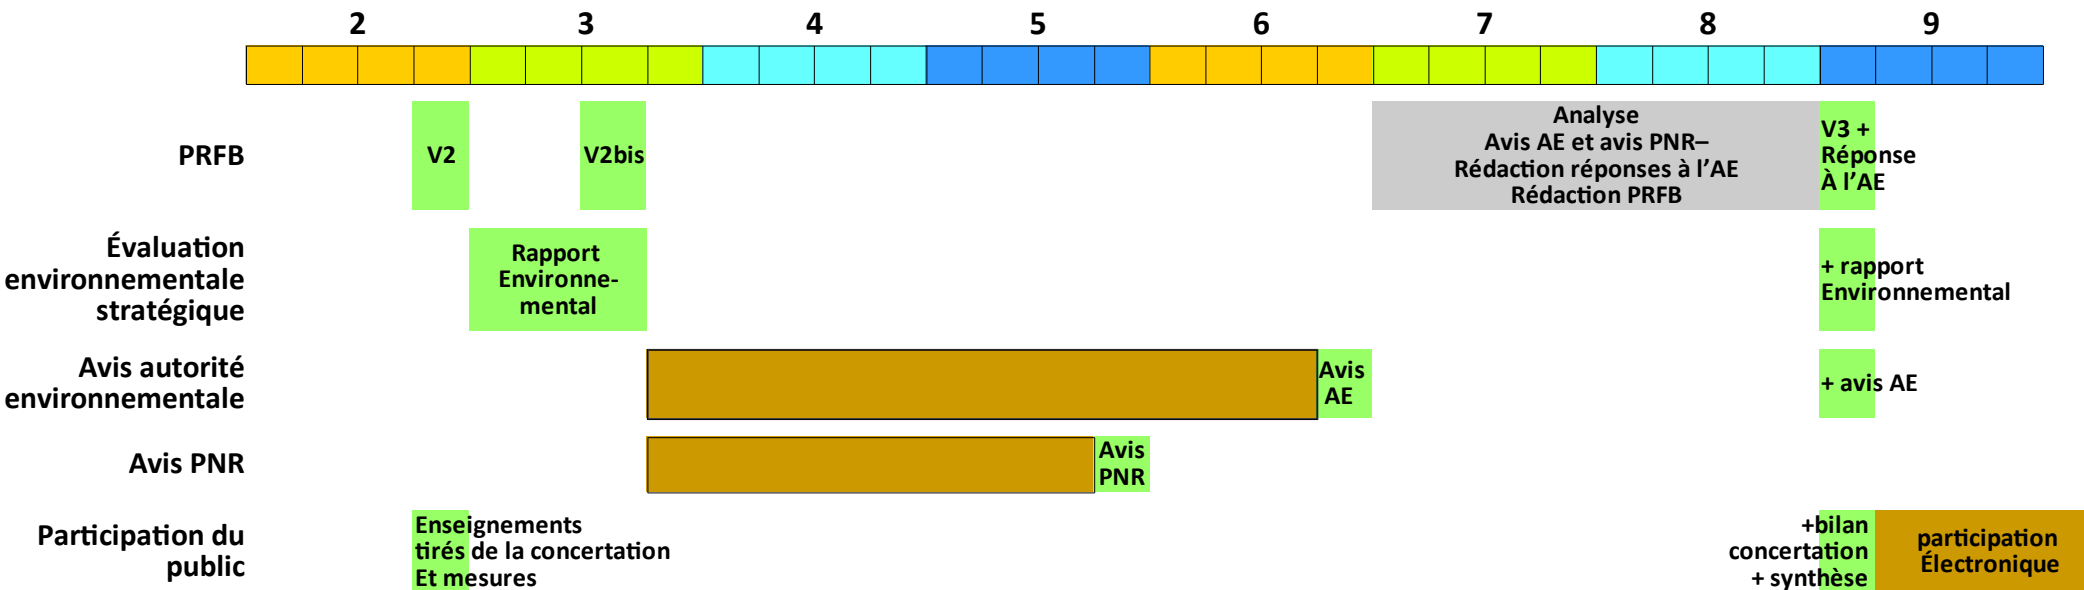 2 3 4 5 6 7 8 9
PRFB
V2
V2bis
Analyse
Avis AE et avis PNR–
Rédaction réponses à l'AE
Rédaction PRFB
V3 +
Réponse
À l'AE
Évaluation
environnementale
stratégique
Rapport
Environne-
mental
+ rapport
Environnemental
Avis autorité
environnementale
Avis
AE
+ avis AE
Avis PNR
Avis
PNR
Participation du
public
Enseignements
tirés de la concertation
Et mesures
+bilan
concertation
+ synthèse
participation
Électronique